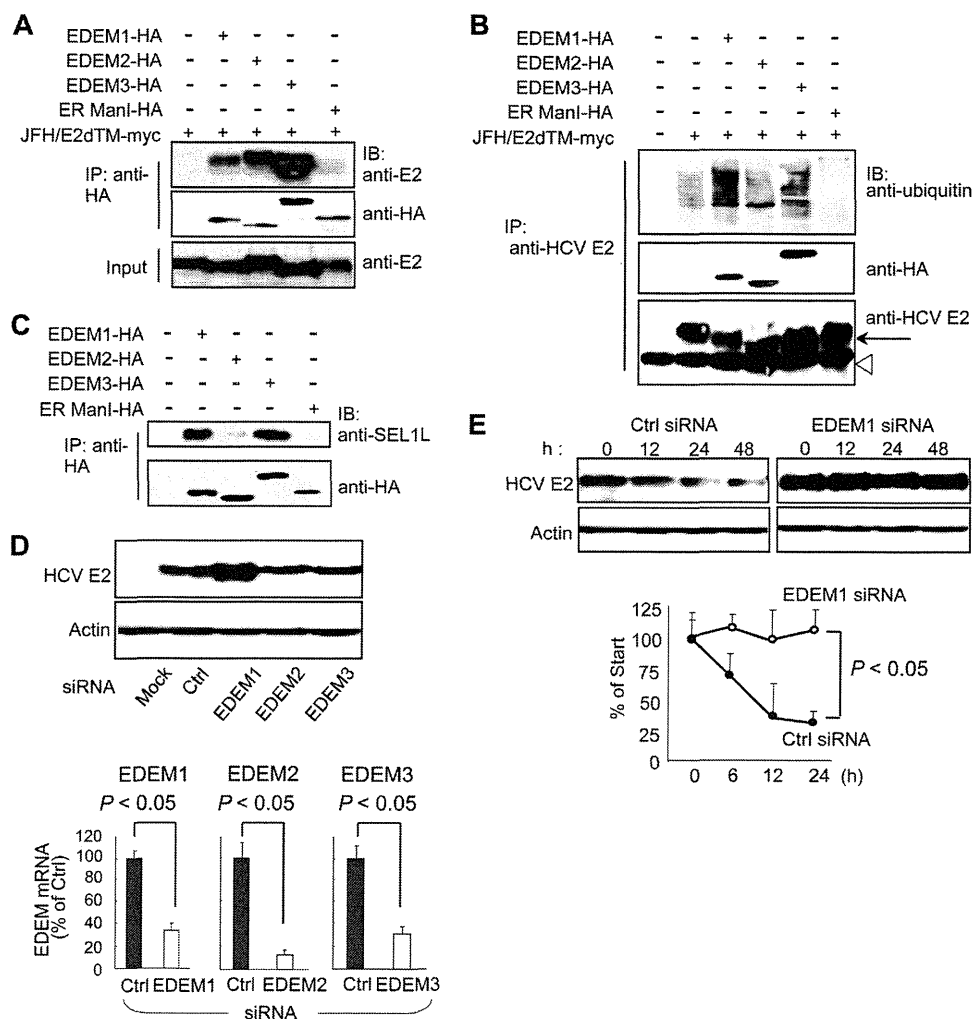 A
EDEM1-HA - + - - -
EDEM2-HA - - + - -
EDEM3-HA - - - + -
ER ManI-HA - - - - +
JFH/E2dTM-myc + + + + +
IP: anti-
HA
IB:
anti-E2
anti-HA
Input
anti-E2
B
EDEM1-HA - - + - - -
EDEM2-HA - - - + - -
EDEM3-HA - - - - + -
ER ManI-HA - - - - - +
JFH/E2dTM-myc - + + + + +
IP:
anti-HCV E2
IB:
anti-ubiquitin
anti-HA
anti-HCV E2
C
EDEM1-HA - + - - -
EDEM2-HA - - + - -
EDEM3-HA - - - + -
ER ManI-HA - - - - +
IP: anti-
HA
IB:
anti-SEL1L
anti-HA
D
HCV E2
Actin
siRNA Mock Ctrl EDEM1 EDEM2 EDEM3
EDEM1 EDEM2 EDEM3
P < 0.05 P < 0.05 P < 0.05
EDEM mRNA
(% of Ctrl)
120
100
80
60
40
20
0
Ctrl EDEM1 Ctrl EDEM2 Ctrl EDEM3
siRNA
E
Ctrl siRNA EDEM1 siRNA
h : 0 12 24 48 0 12 24 48
HCV E2
Actin
EDEM1 siRNA
% of Start
125
100
75
50
25
0
P < 0.05
Ctrl siRNA
0 6 12 24 (h)